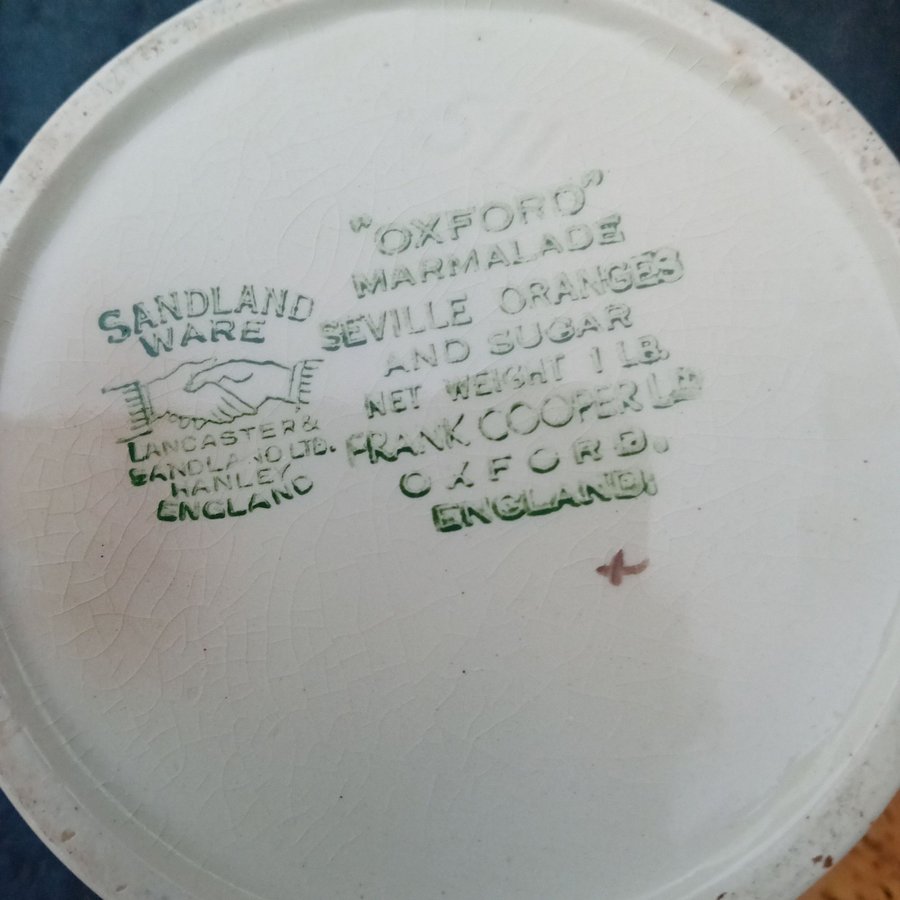 "OXFORD"
MARMALADE
SEVILLE ORANGES
AND SUGAR
NET WEIGHT 1 LB.
FRANK COOPER LTD
OXFORD.
ENGLAND.
SANDLAND
WARE
LANCASTER &
SANDLAND LTD.
HANLEY
ENGLAND